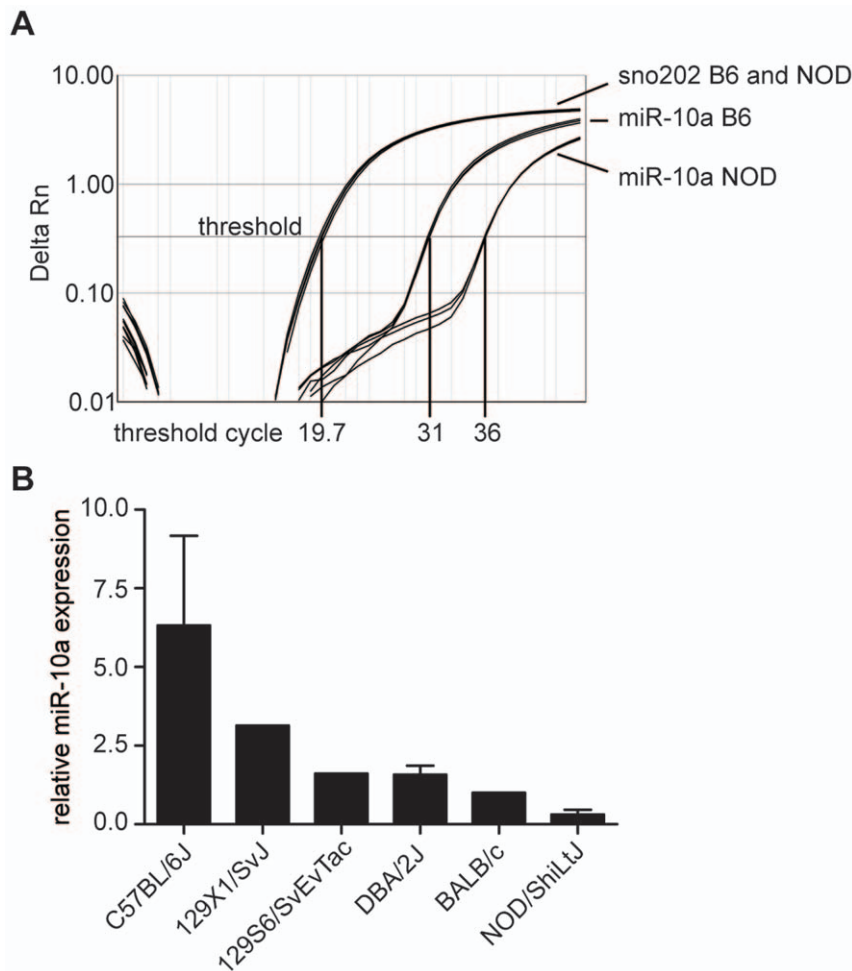 A
10.00
1.00
0.10
0.01
Delta Rn
threshold
sno202 B6 and NOD
miR-10a B6
miR-10a NOD
threshold cycle 19.7 31 36
B
10.0
7.5
5.0
2.5
0.0
relative miR-10a expression
C57BL/6J
129X1/SvJ
129S6/SvEvTac
DBA/2J
BALB/c
NOD/ShiLtJ